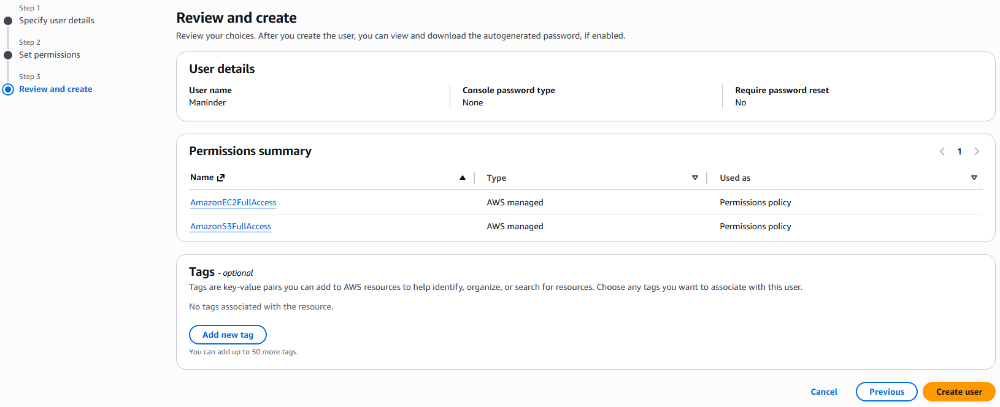 Step 1
Specify user details
Step 2
Set permissions
Step 3
Review and create
Review and create
Review your choices. After you create the user, you can view and download the autogenerated password, if enabled.
User details
User name
Maninder
Console password type
None
Require password reset
No
Permissions summary
1
Name Type Used as
AmazonEC2FullAccess AWS managed Permissions policy
AmazonS3FullAccess AWS managed Permissions policy
Tags - optional
Tags are key-value pairs you can add to AWS resources to help identify, organize, or search for resources. Choose any tags you want to associate with this user.
No tags associated with the resource.
Add new tag
You can add up to 50 more tags.
Cancel Previous Create user